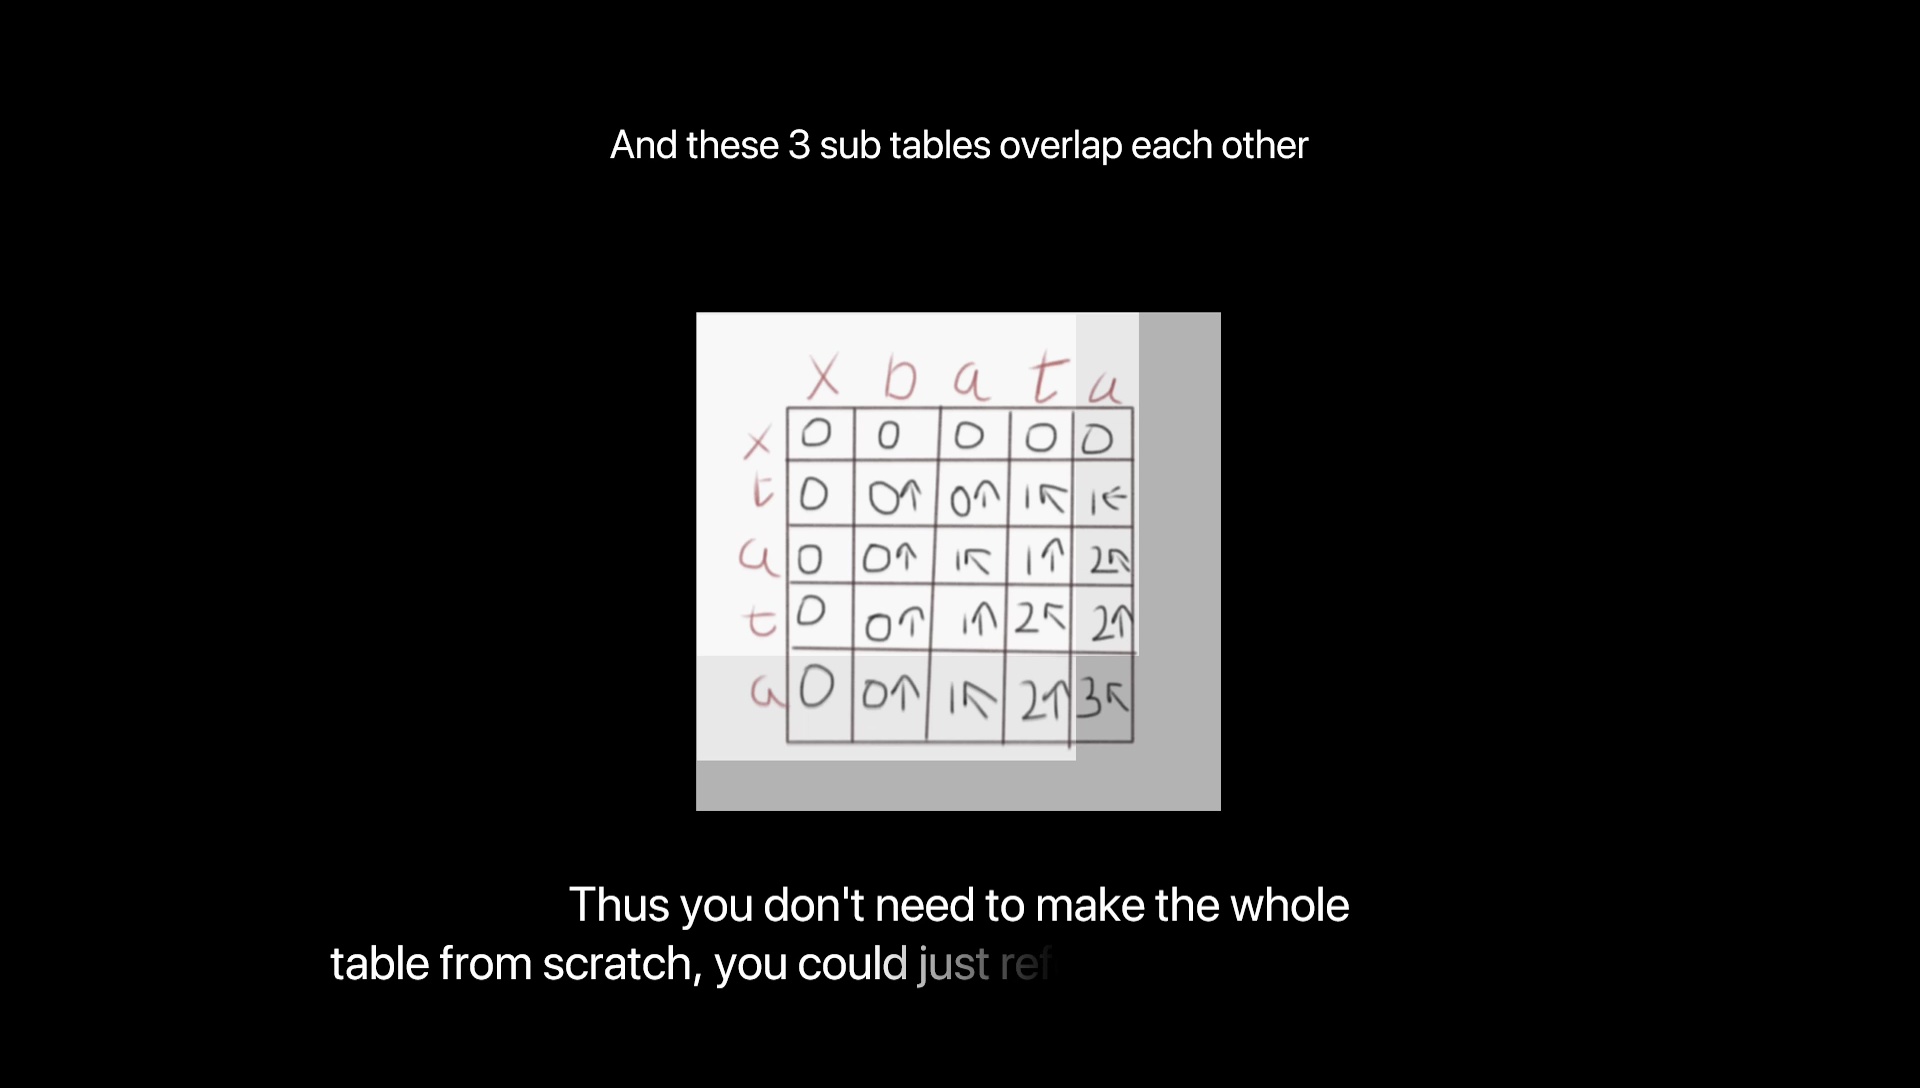 And these 3 sub tables overlap each other
x b a t a
x 0 0 0 0 0
t 0 0↑ 0↑ 1↖ 1←
a 0 0↑ 1↖ 1↑ 2↖
t 0 0↑ 1↑ 2↖ 2↑
a 0 0↑ 1↖ 2↑ 3↖
Thus you don't need to make the whole
table from scratch, you could just ref